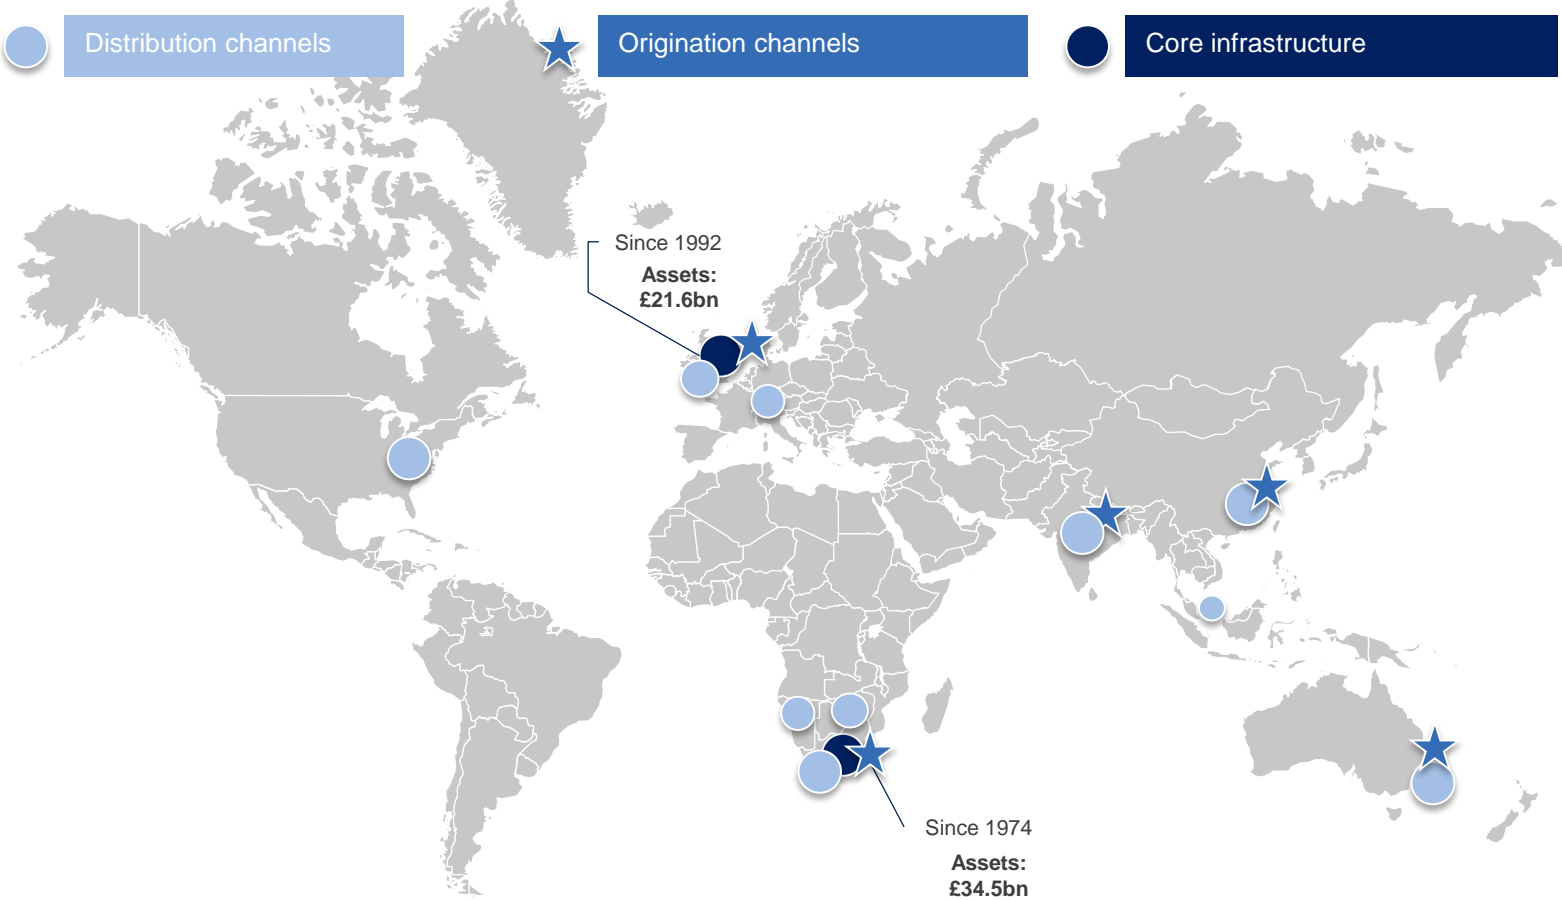 Distribution channels
Origination channels
Core infrastructure
Since 1992
Assets:
£21.6bn
Since 1974
Assets:
£34.5bn